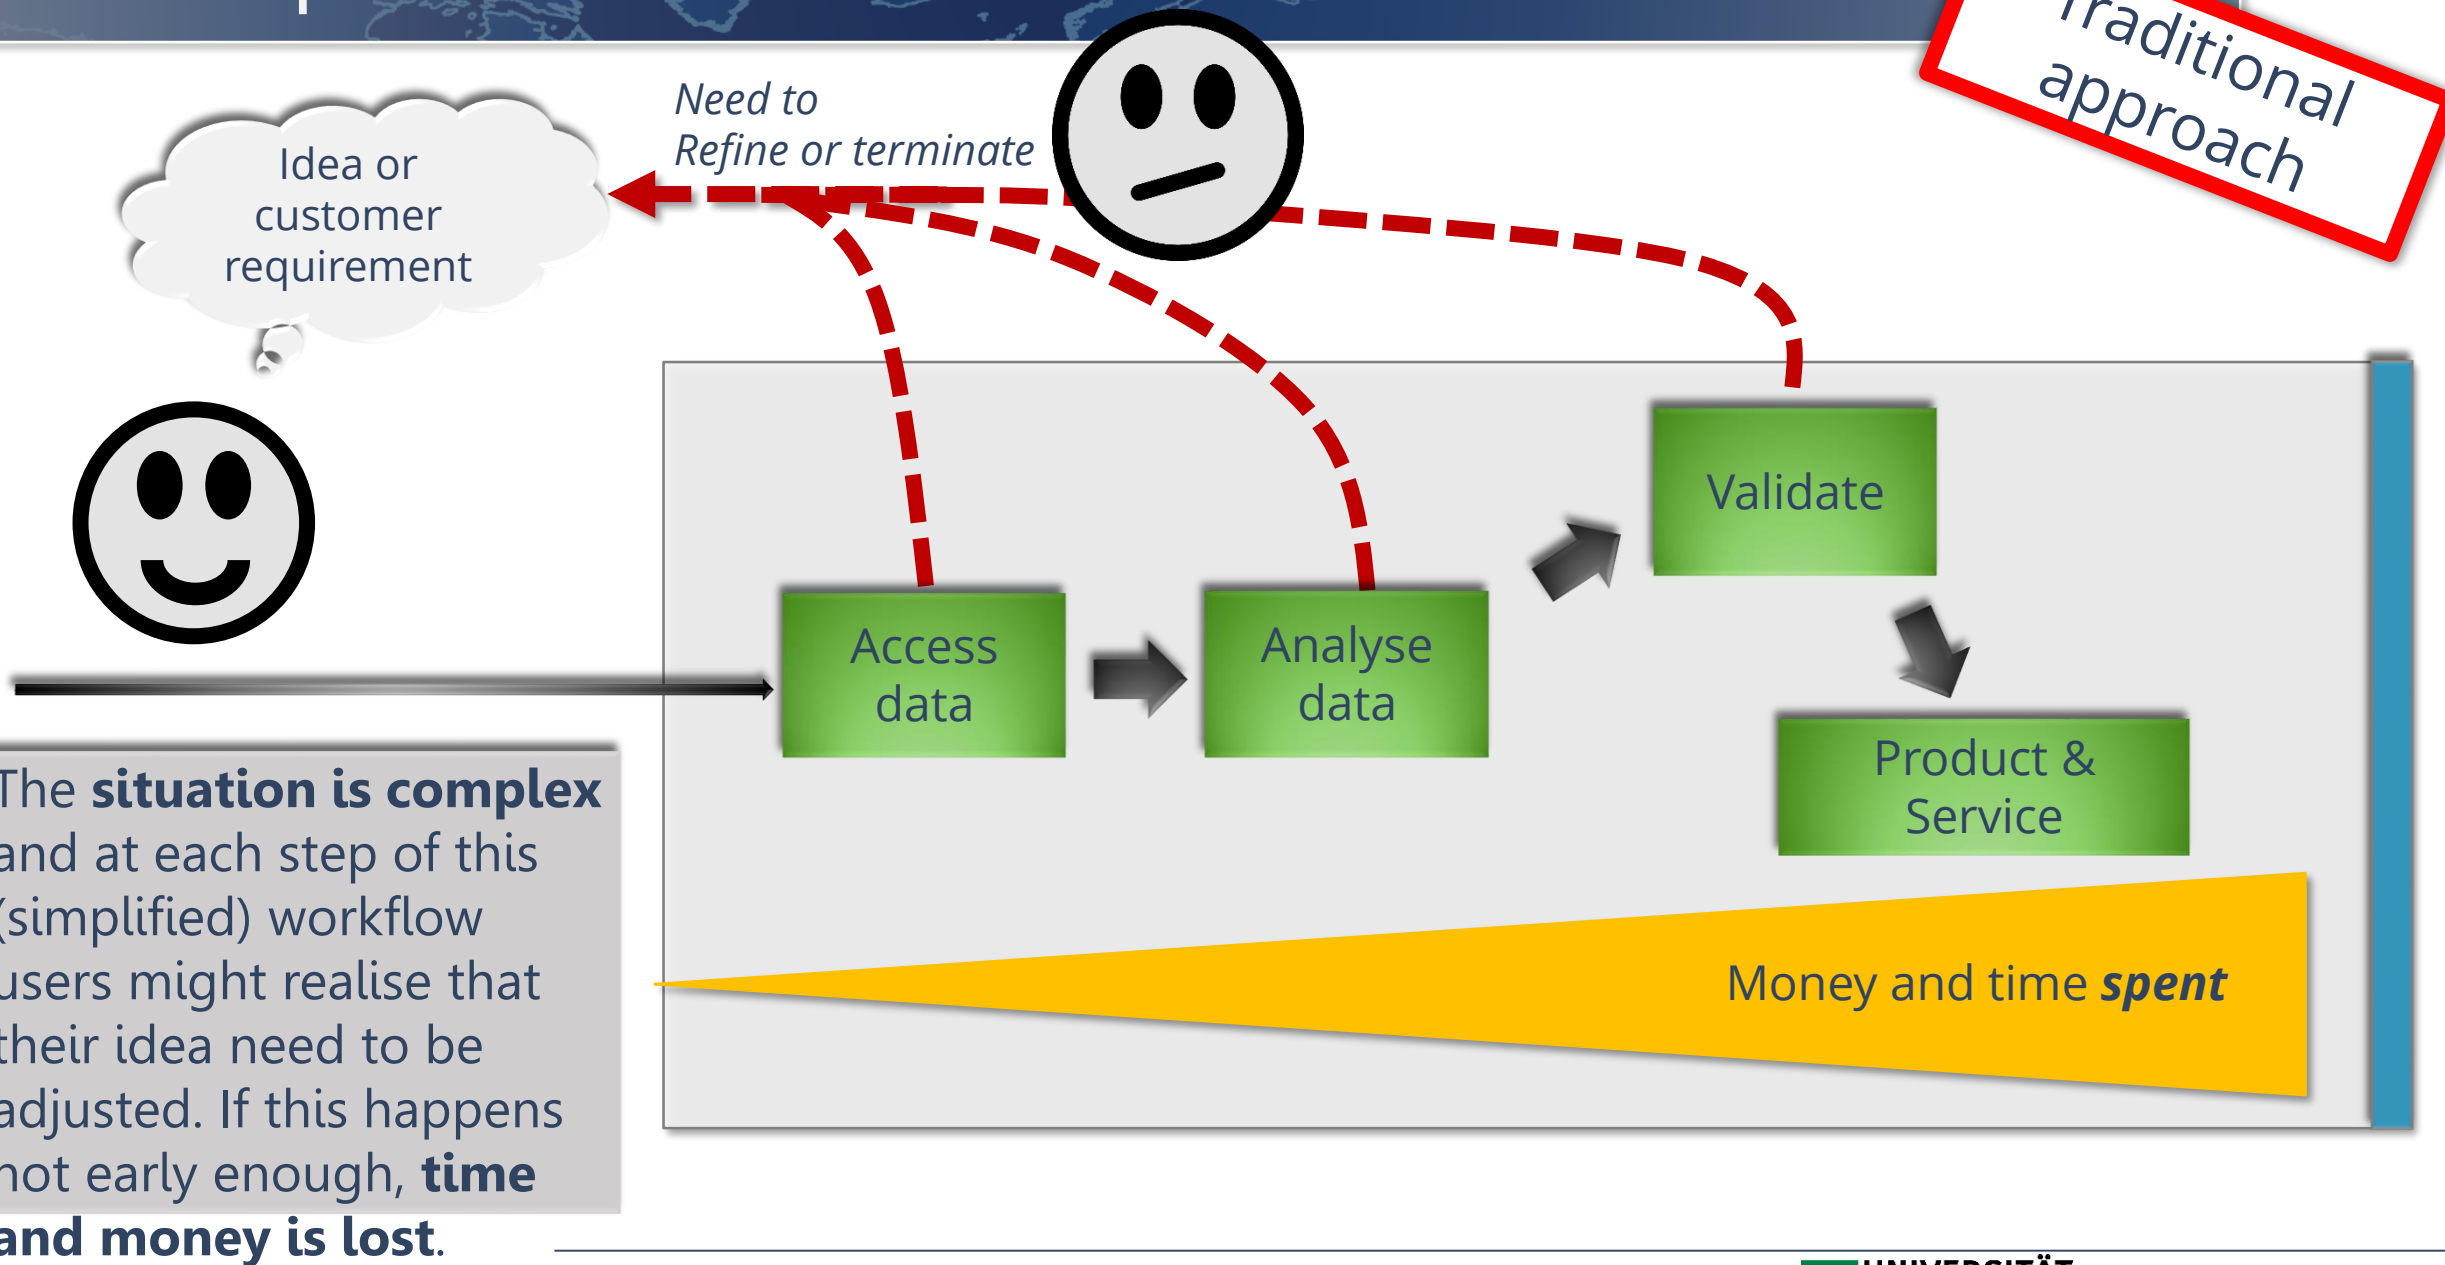 Traditional
approach
Need to
Refine or terminate
Idea or
customer
requirement
Validate
Access
data
Analyse
data
Product &
Service
Money and time spent
The situation is complex
and at each step of this
(simplified) workflow
users might realise that
their idea need to be
adjusted. If this happens
not early enough, time
and money is lost.
UNIVERSITÄT